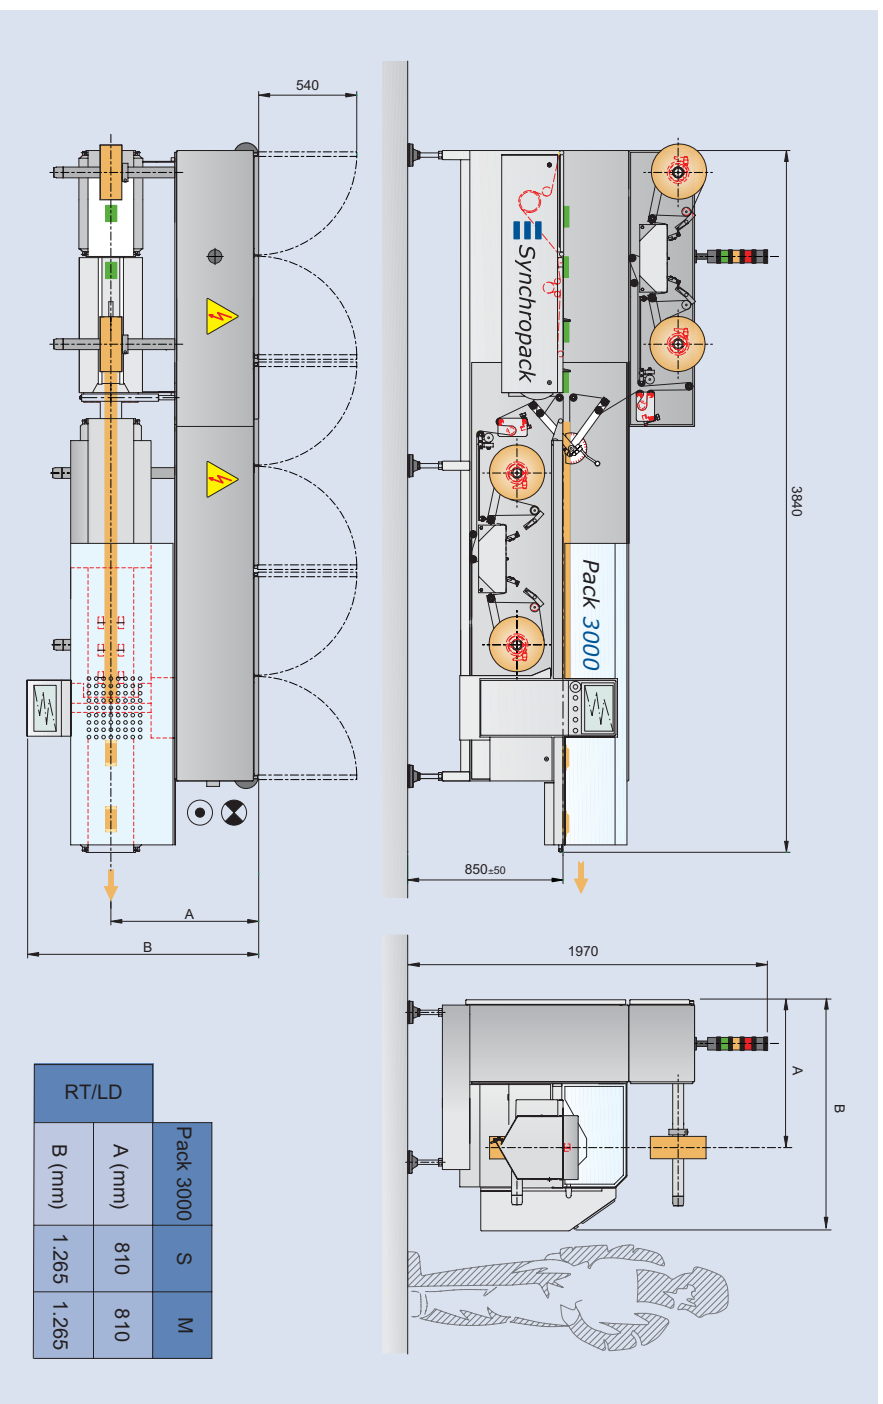 540
Synchropack
Pack 3000
3840
850±50
A
B
1970
A
B
Pack 3000 S M
RT/LD A (mm) 810 810
B (mm) 1.265 1.265